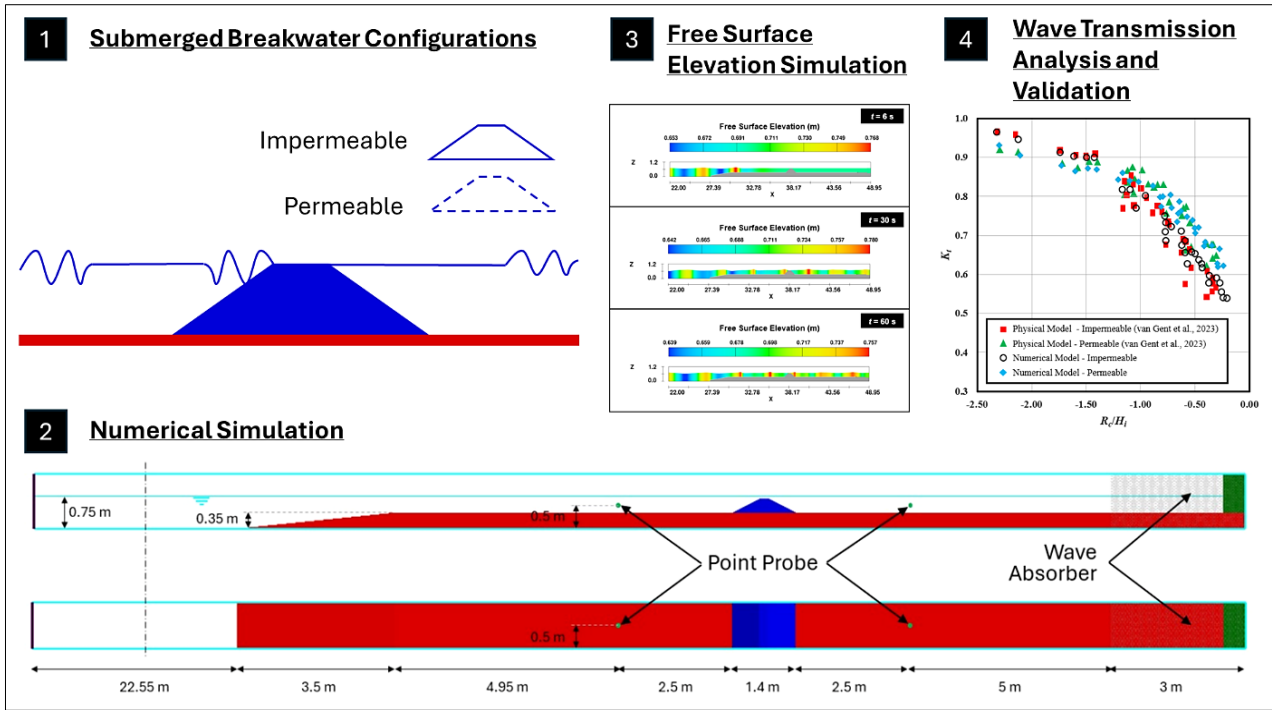 1
Submerged Breakwater Configurations
Impermeable
Permeable
3
Free Surface
Elevation Simulation
t = 6 s
Free Surface Elevation (m)
0.653 0.672 0.691 0.711 0.730 0.749 0.768
Z
1.2
0.0
22.00 27.39 32.78 38.17 43.56 48.95
X
t = 30 s
Free Surface Elevation (m)
0.642 0.665 0.688 0.711 0.734 0.757 0.780
Z
1.2
0.0
22.00 27.39 32.78 38.17 43.56 48.95
X
t = 60 s
Free Surface Elevation (m)
0.639 0.659 0.678 0.698 0.717 0.737 0.757
Z
1.2
0.0
22.00 27.39 32.78 38.17 43.56 48.95
X
4
Wave Transmission
Analysis and
Validation
1.0
0.9
0.8
0.7
0.6
0.5
0.4
0.3
Kt
Physical Model - Impermeable (van Gent et al., 2023)
Physical Model - Permeable (van Gent et al., 2023)
Numerical Model - Impermeable
Numerical Model - Permeable
-2.50 -2.00 -1.50 -1.00 -0.50 0.00
Rc/Hi
2
Numerical Simulation
0.75 m
0.35 m
0.5 m
Point Probe
Wave
Absorber
0.5 m
22.55 m 3.5 m 4.95 m 2.5 m 1.4 m 2.5 m 5 m 3 m